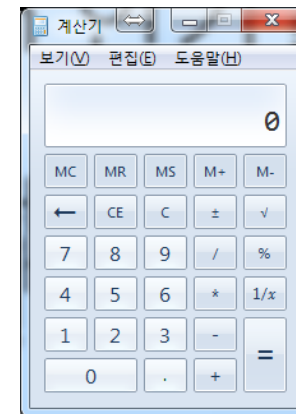 계산기
보기(V) 편집(E) 도움말(H)
0
MC MR MS M+ M-
← CE C ± √
7 8 9 / %
4 5 6 * 1/x
1 2 3 - =
0 . +